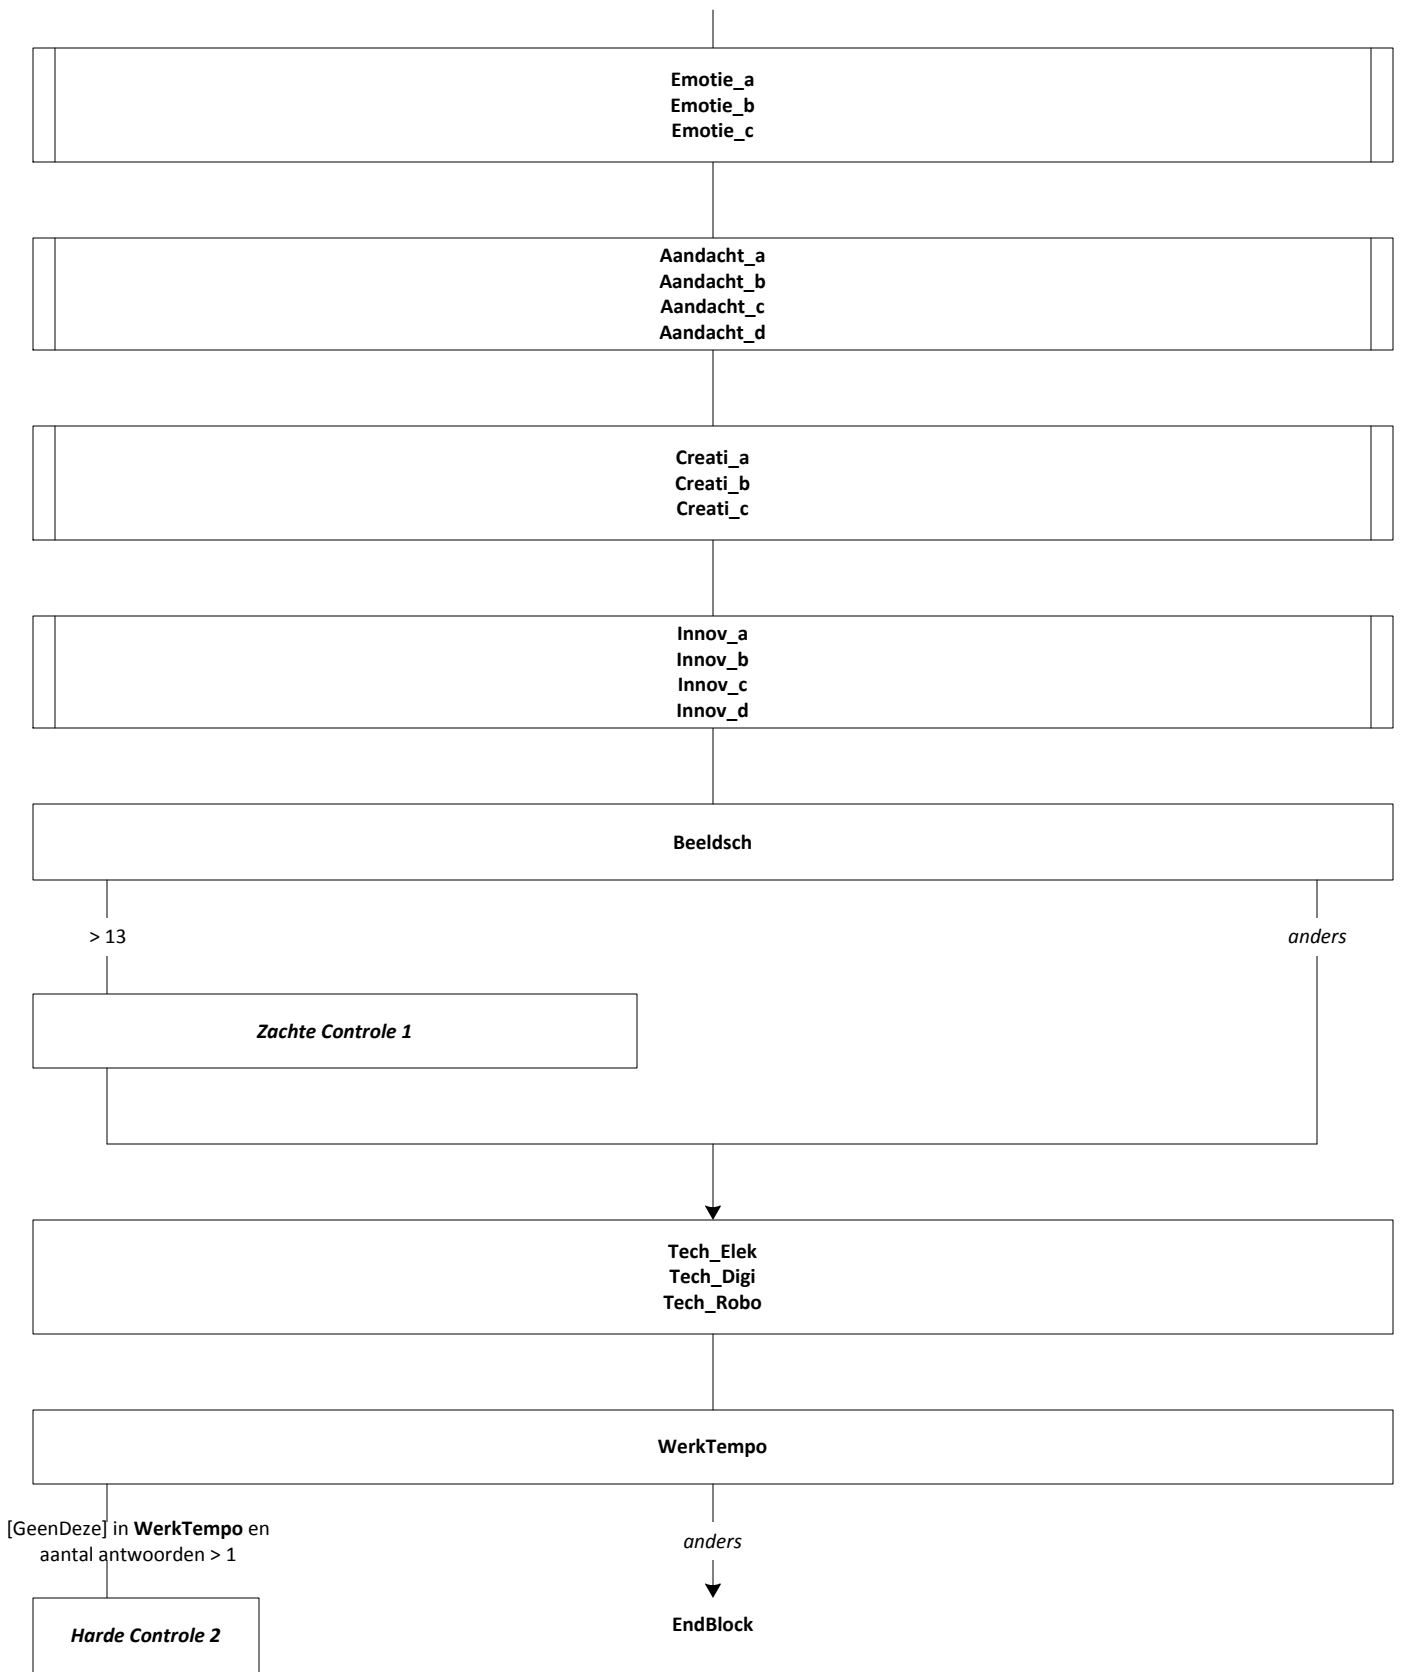 Emotie_a
Emotie_b
Emotie_c
Aandacht_a
Aandacht_b
Aandacht_c
Aandacht_d
Creati_a
Creati_b
Creati_c
Innov_a
Innov_b
Innov_c
Innov_d
Beeldsch
> 13
anders
Zachte Controle 1
Tech_Elek
Tech_Digi
Tech_Robo
WerkTempo
[GeenDeze] in WerkTempo en
aantal antwoorden > 1
anders
Harde Controle 2
EndBlock